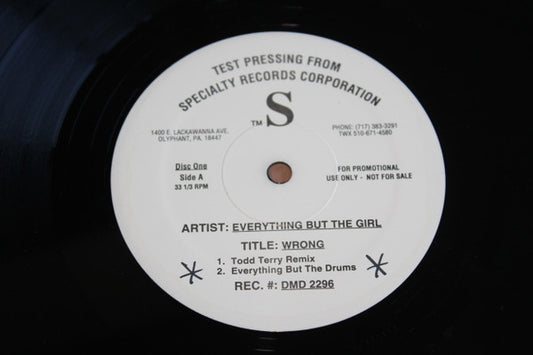 TEST PRESSING FROM
SPECIALTY RECORDS CORPORATION
TM S
1400 E. LACKAWANNA AVE.
OLYPHANT, PA. 18447
PHONE: (717) 383-3291
TWX 510-671-4580
Disc One
Side A
33 1/3 RPM
FOR PROMOTIONAL
USE ONLY - NOT FOR SALE
ARTIST: EVERYTHING BUT THE GIRL
TITLE: WRONG
1. Todd Terry Remix
2. Everything But The Drums
REC. #: DMD 2296